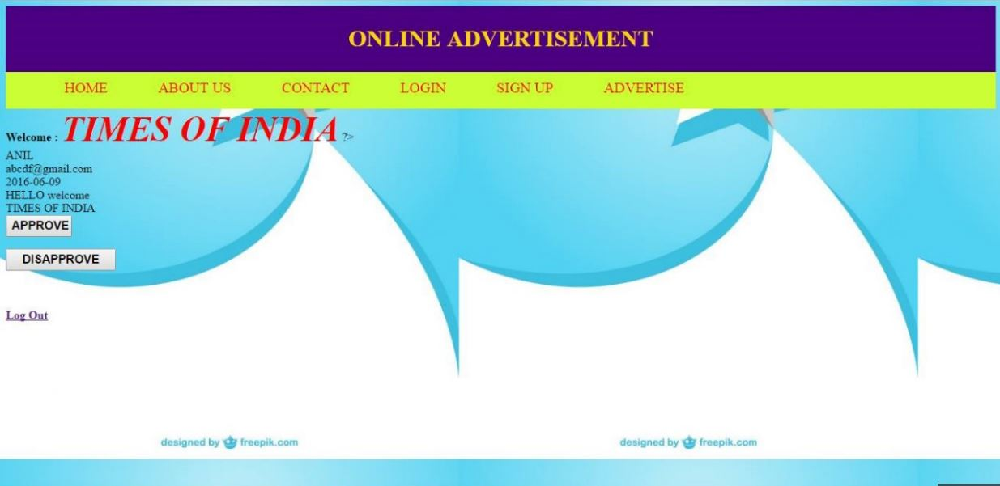 ONLINE ADVERTISEMENT
HOME ABOUT US CONTACT LOGIN SIGN UP ADVERTISE
Welcome : TIMES OF INDIA ?>
ANIL
abcdf@gmail.com
2016-06-09
HELLO welcome
TIMES OF INDIA
APPROVE
DISAPPROVE
Log Out
designed by freepik.com designed by freepik.com